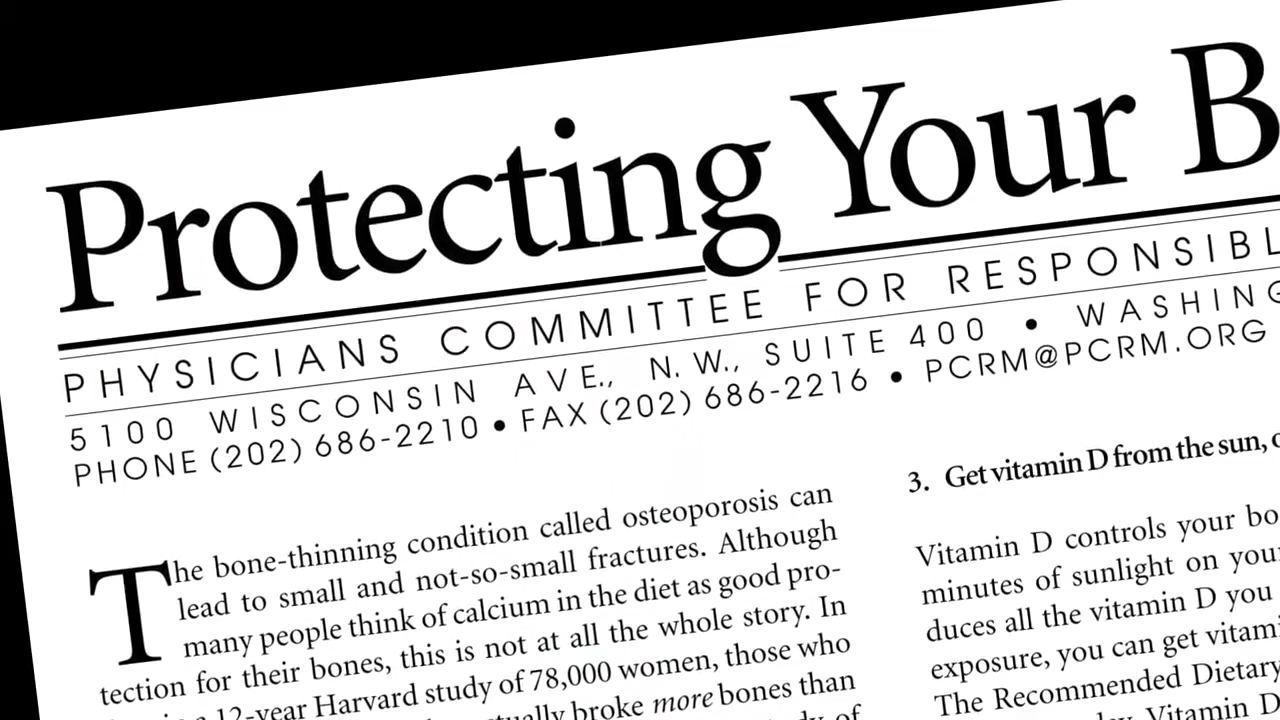 Protecting Your B
PHYSICIANS COMMITTEE FOR RESPONSIBL
5100 WISCONSIN AVE., N.W., SUITE 400 • WASHING
PHONE (202) 686-2210 • FAX (202) 686-2216 • PCRM@PCRM.ORG
The bone-thinning condition called osteoporosis can
lead to small and not-so-small fractures. Although
many people think of calcium in the diet as good pro-
tection for their bones, this is not at all the whole story. In
12-year Harvard study of 78,000 women, those who
broke more bones than
of
3. Get vitamin D from the sun,
Vitamin D controls your bo
minutes of sunlight on your
duces all the vitamin D you
exposure, you can get vitami
The Recommended Dietary
Vitamin D